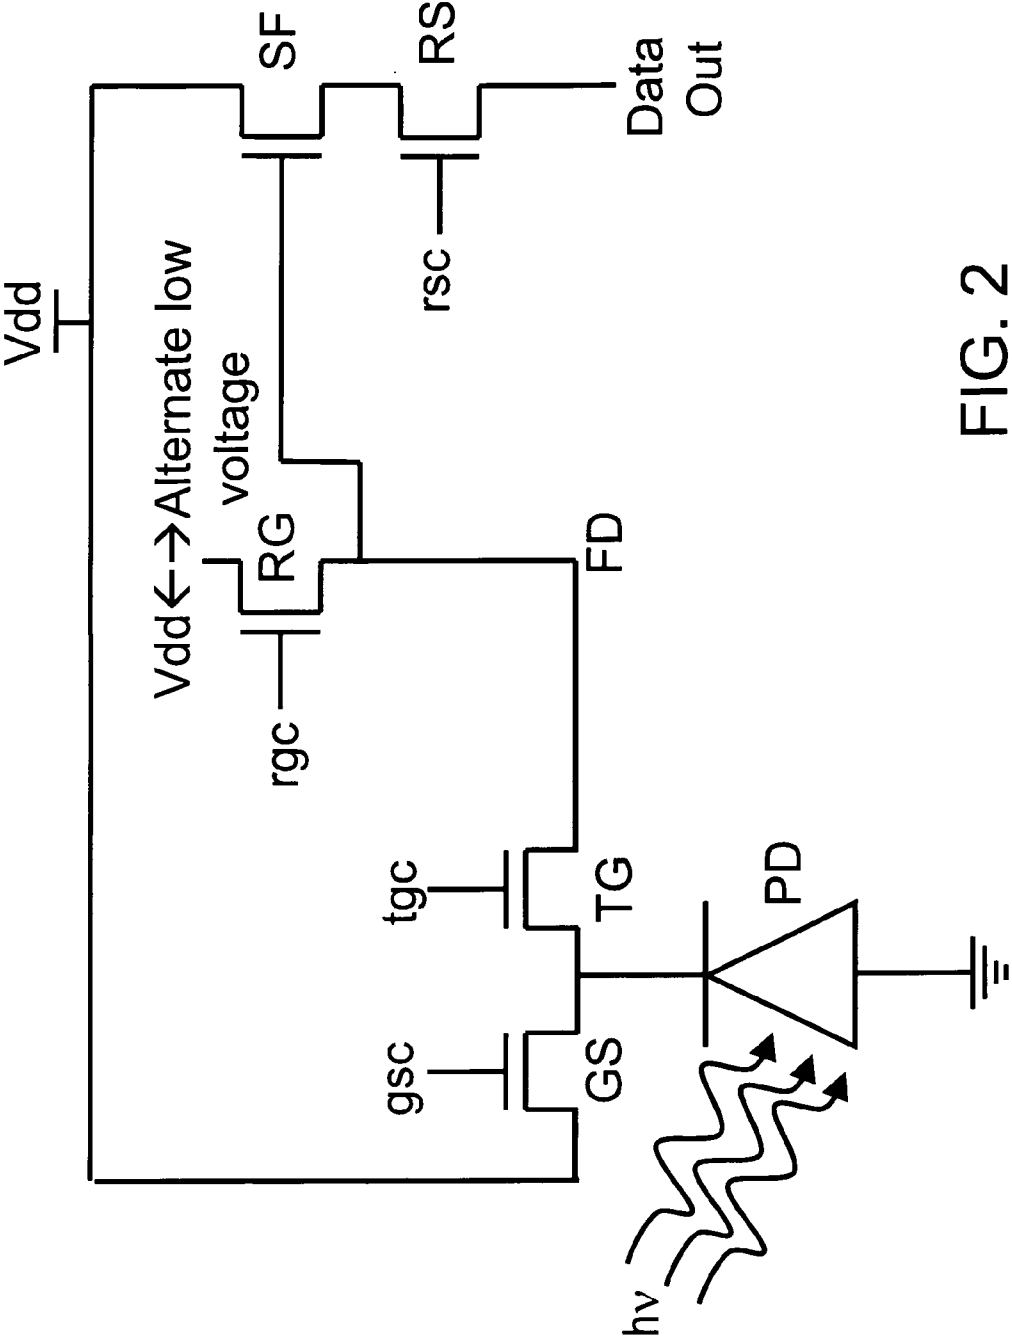 Vdd
SF
RS
Data
Out
rsc
Vdd ←→ Alternate low
voltage
RG
rgc
FD
tgc
TG
gsc
GS
PD
hν
FIG. 2